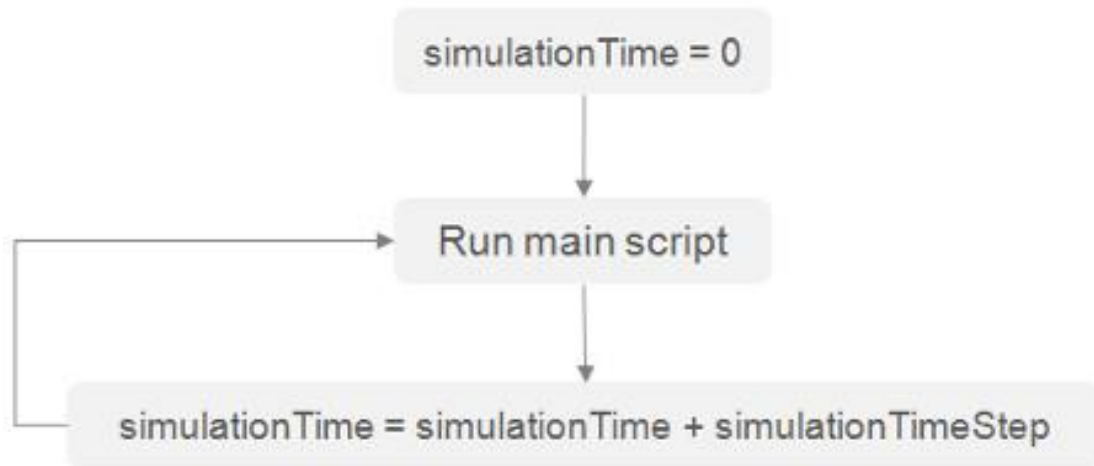 simulationTime = 0
Run main script
simulationTime = simulationTime + simulationTimeStep